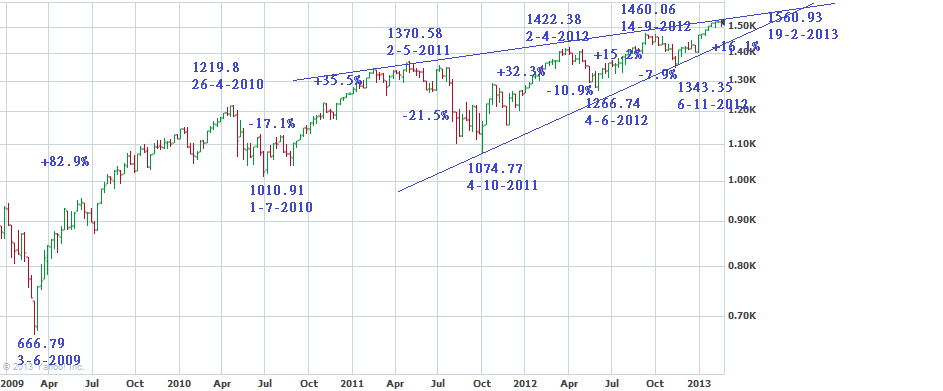 1460.06
14-9-2012
1560.93
19-2-2013
1422.38
2-4-2012
1370.58
2-5-2011
1219.8
26-4-2010
+35.5%
+32.3%
+15.2%
+16.1%
-7.9%
-10.9%
-21.5%
-17.1%
+82.9%
1343.35
6-11-2012
1266.74
4-6-2012
1074.77
4-10-2011
1010.91
1-7-2010
666.79
3-6-2009
1.50K
1.40K
1.30K
1.20K
1.10K
1.00K
0.90K
0.80K
0.70K
© 2013 Yahoo! Inc.
2009 Apr Jul 2010 Apr Jul Oct 2011 Apr Jul Oct 2012 Apr Jul Oct 2013